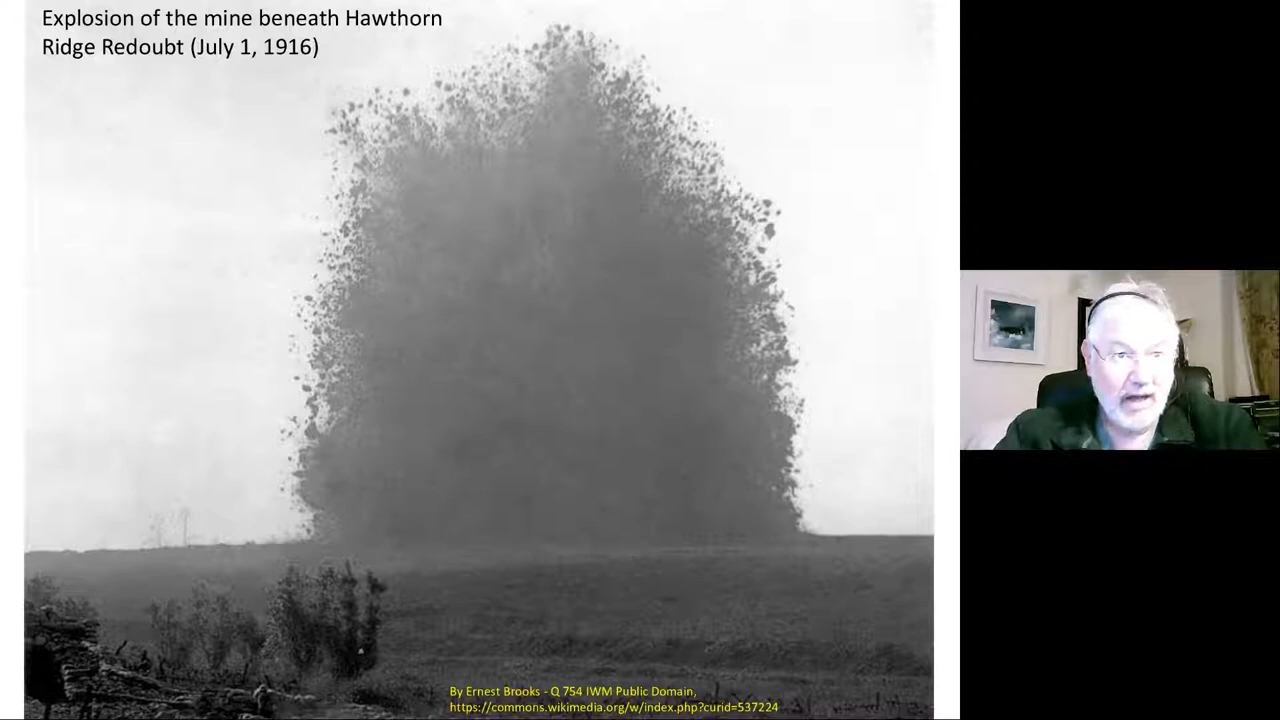 Explosion of the mine beneath Hawthorn
Ridge Redoubt (July 1, 1916)
By Ernest Brooks - Q 754 IWM Public Domain,
https://commons.wikimedia.org/w/index.php?curid=537224